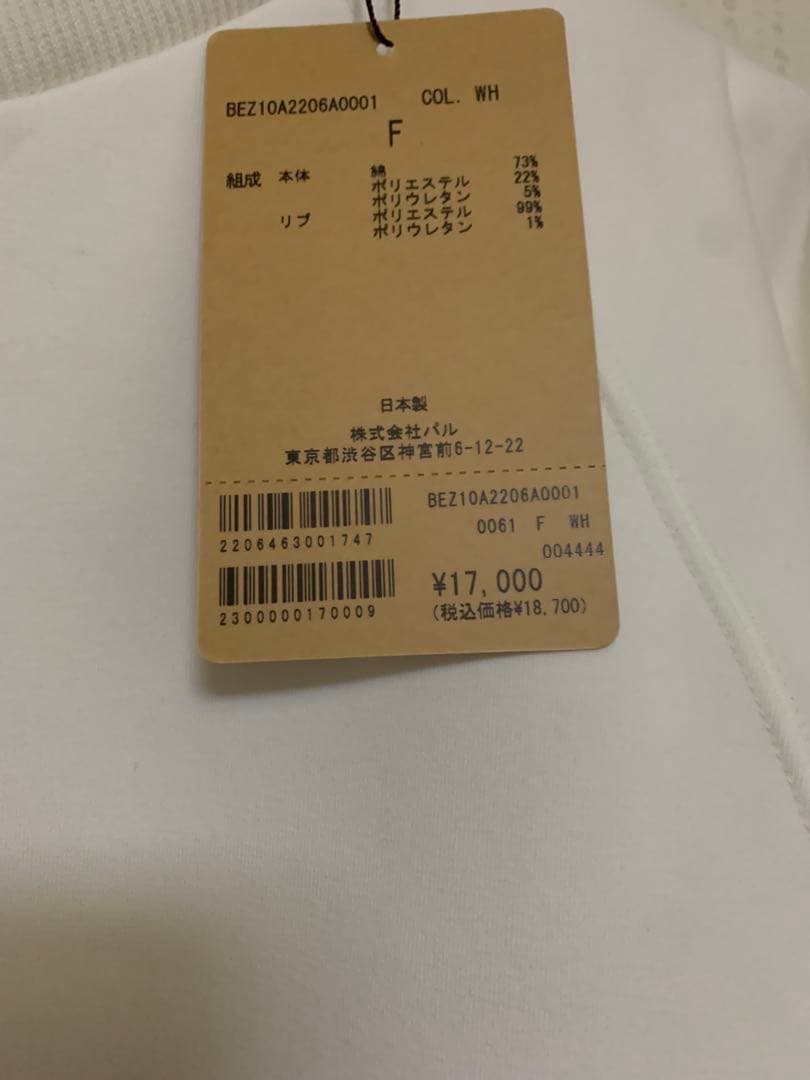 BEZ10A2206A0001 COL. WH
F
組成 本体 綿 73%
ポリエステル 22%
ポリウレタン 5%
リブ ポリエステル 99%
ポリウレタン 1%
日本製
株式会社パル
東京都渋谷区神宮前6-12-22
BEZ10A2206A0001
0061 F WH
004444
2206463001747
¥17,000
2300000170009
(税込価格¥18,700)